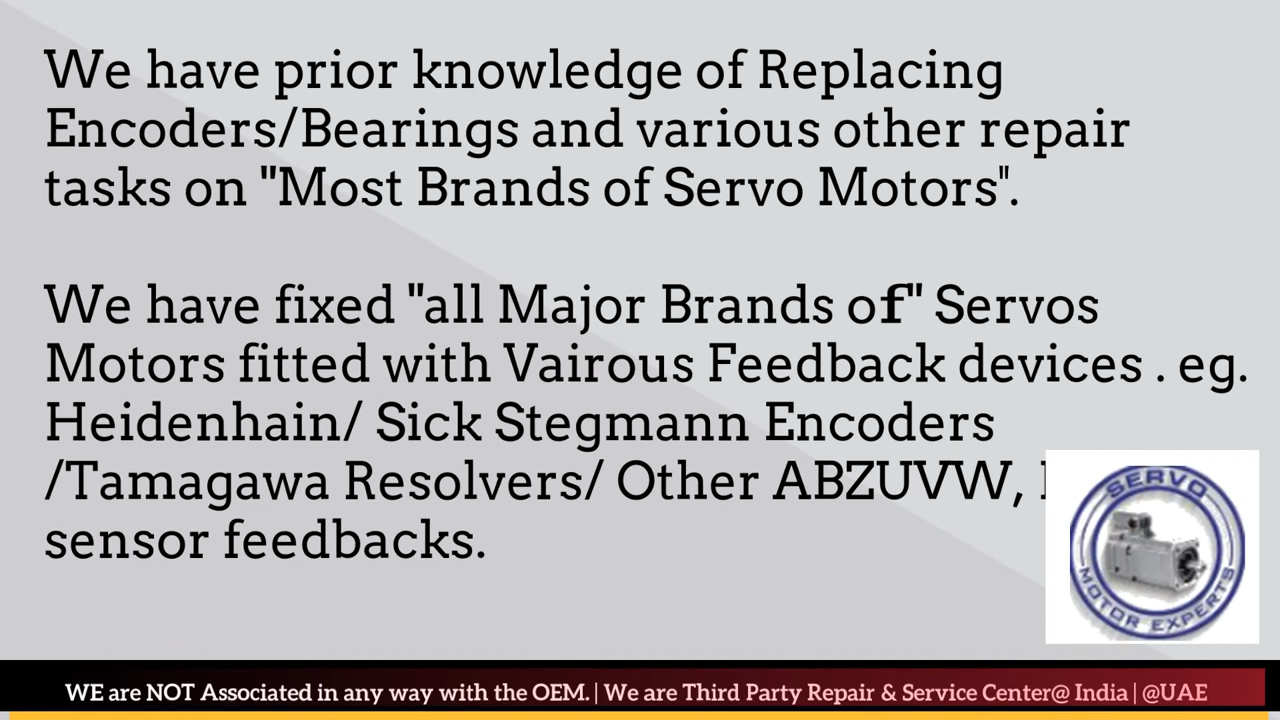 We have prior knowledge of Replacing
Encoders/Bearings and various other repair
tasks on "Most Brands of Servo Motors".
We have fixed "all Major Brands of" Servos
Motors fitted with Vairous Feedback devices . eg.
Heidenhain/ Sick Stegmann Encoders
/Tamagawa Resolvers/ Other ABZUVW,
sensor feedbacks.
SERVO
MOTOR EXPERTS
WE are NOT Associated in any way with the OEM. | We are Third Party Repair & Service Center@ India | @UAE